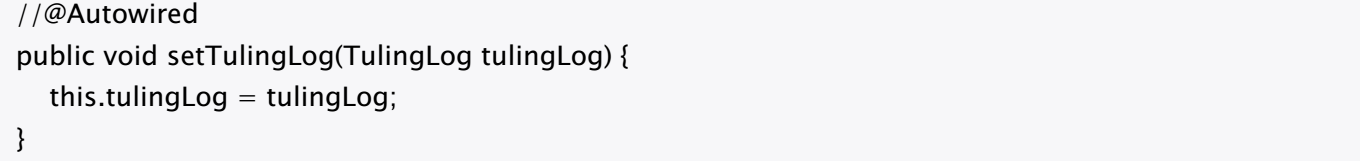 //@Autowired
public void setTulingLog(TulingLog tulingLog) {
   this.tulingLog = tulingLog;
}